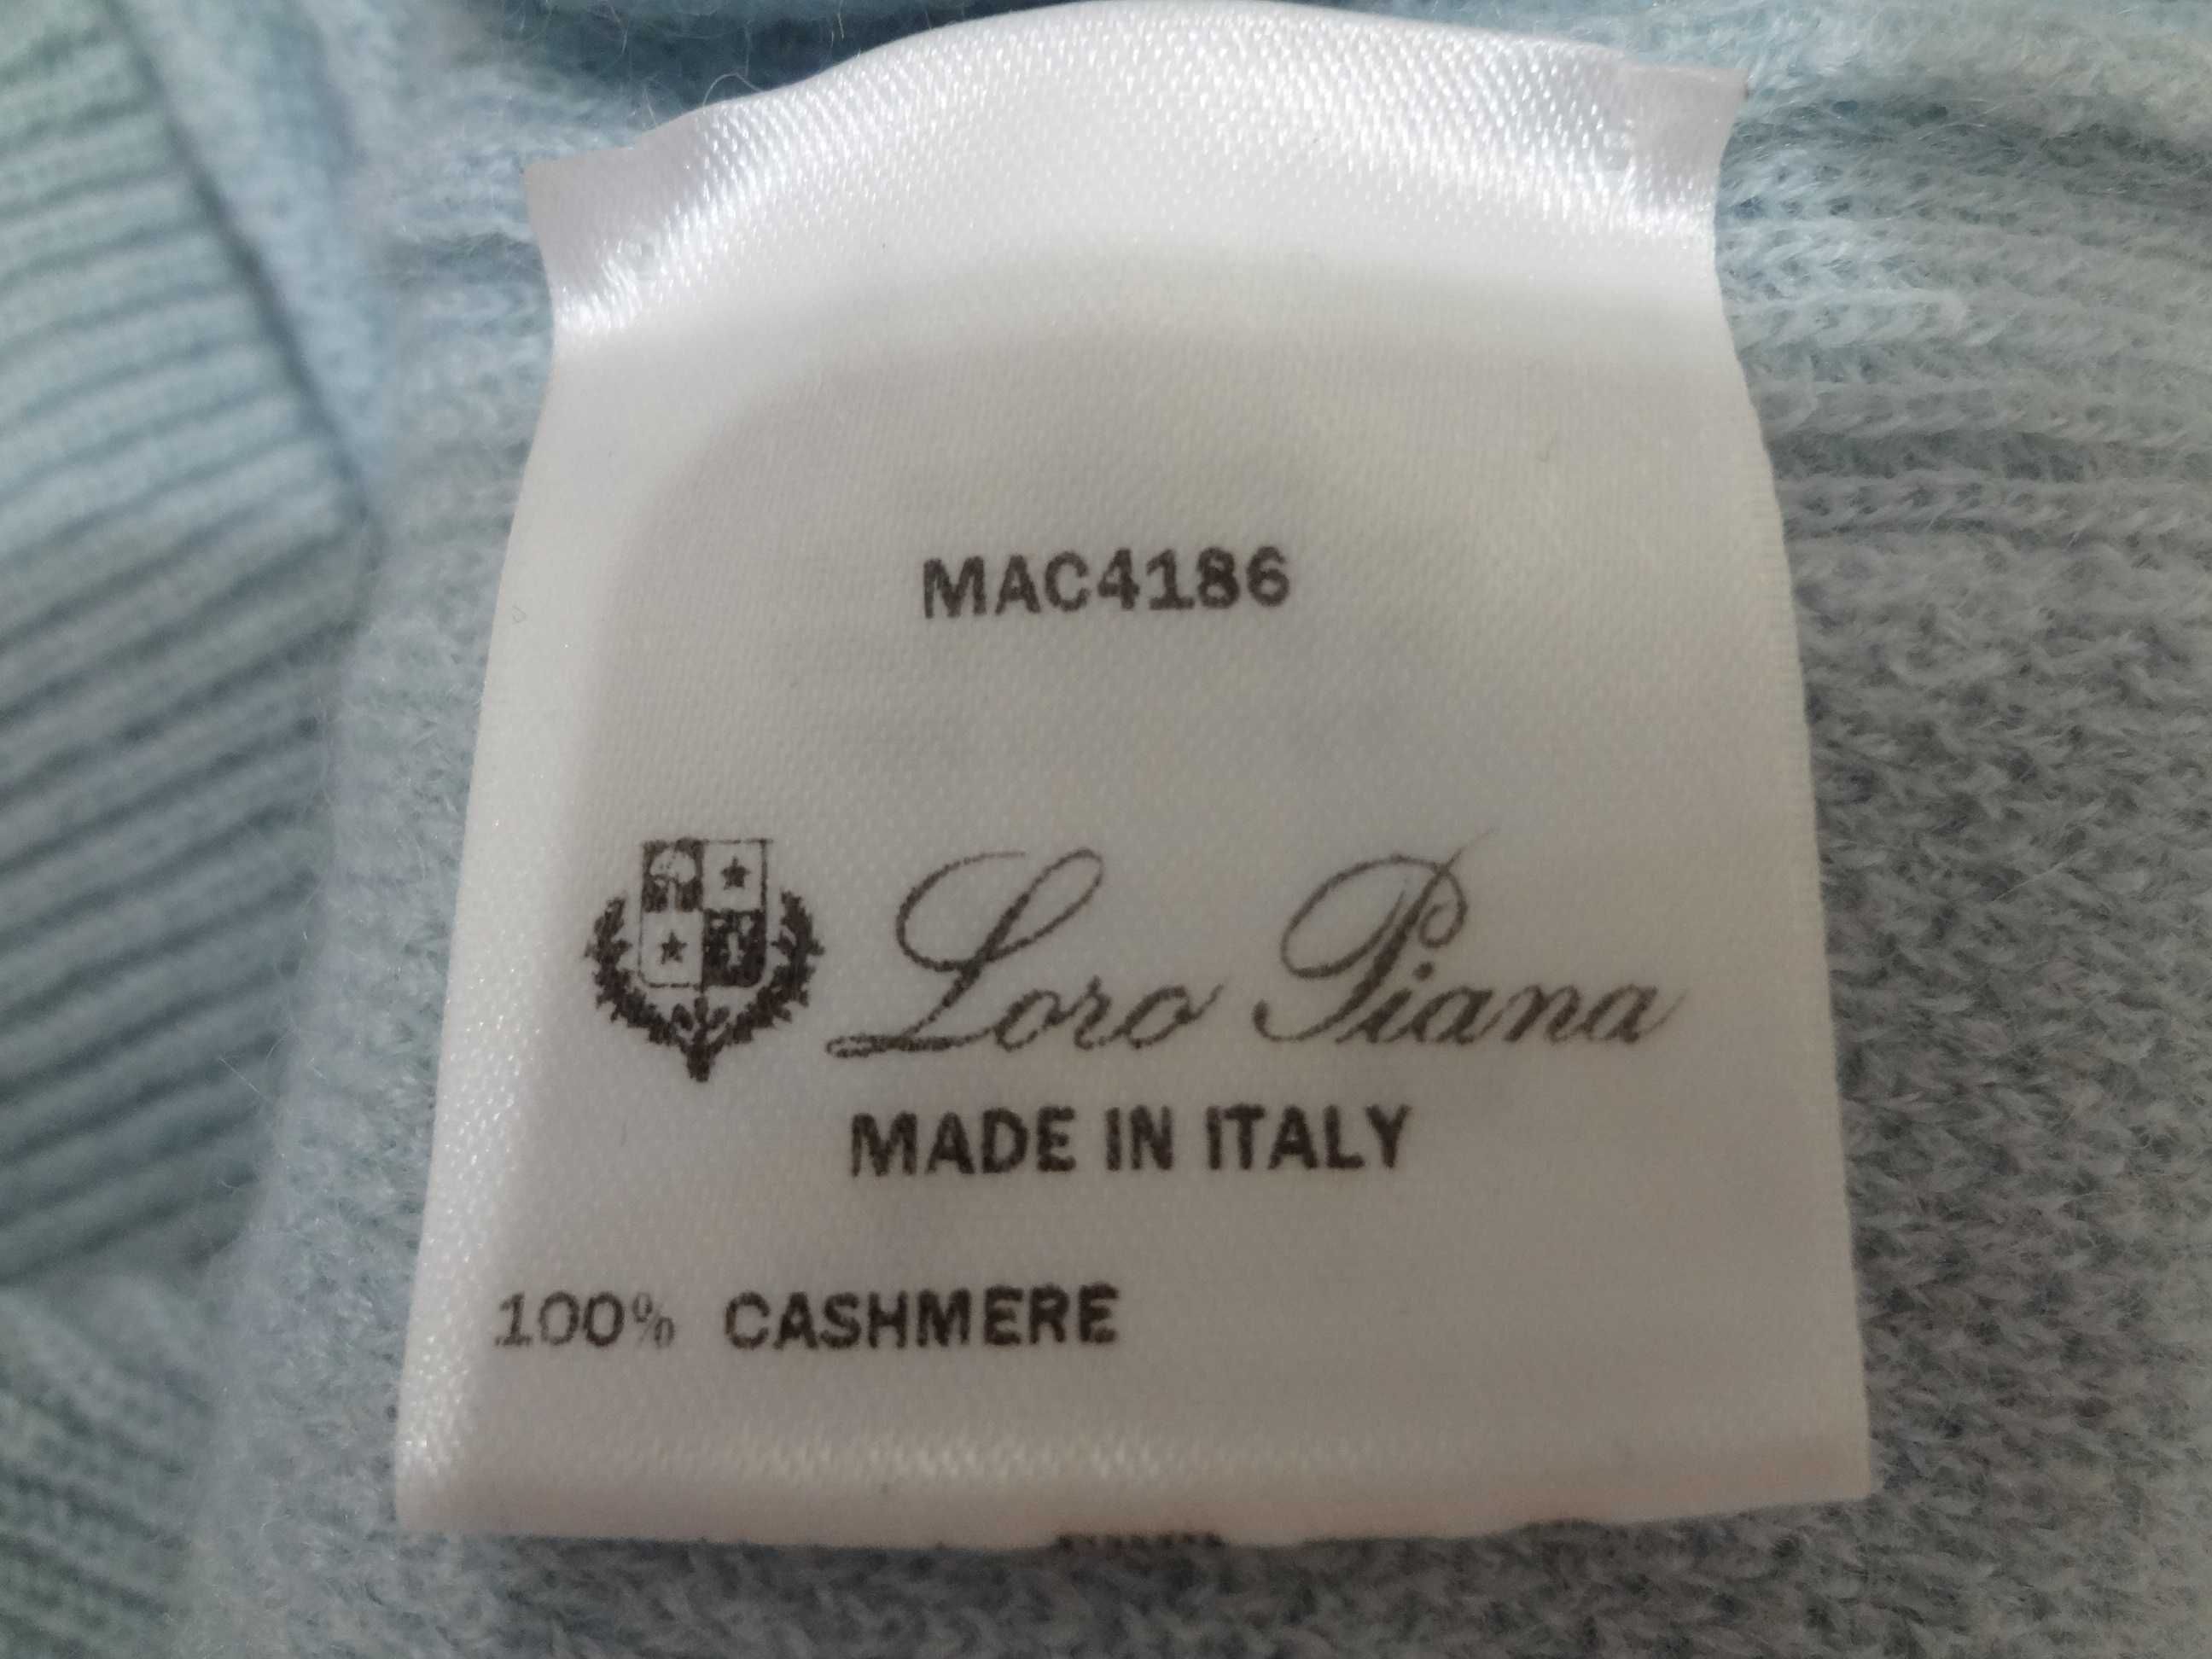 MAC4186
Loro Piana
MADE IN ITALY
100% CASHMERE